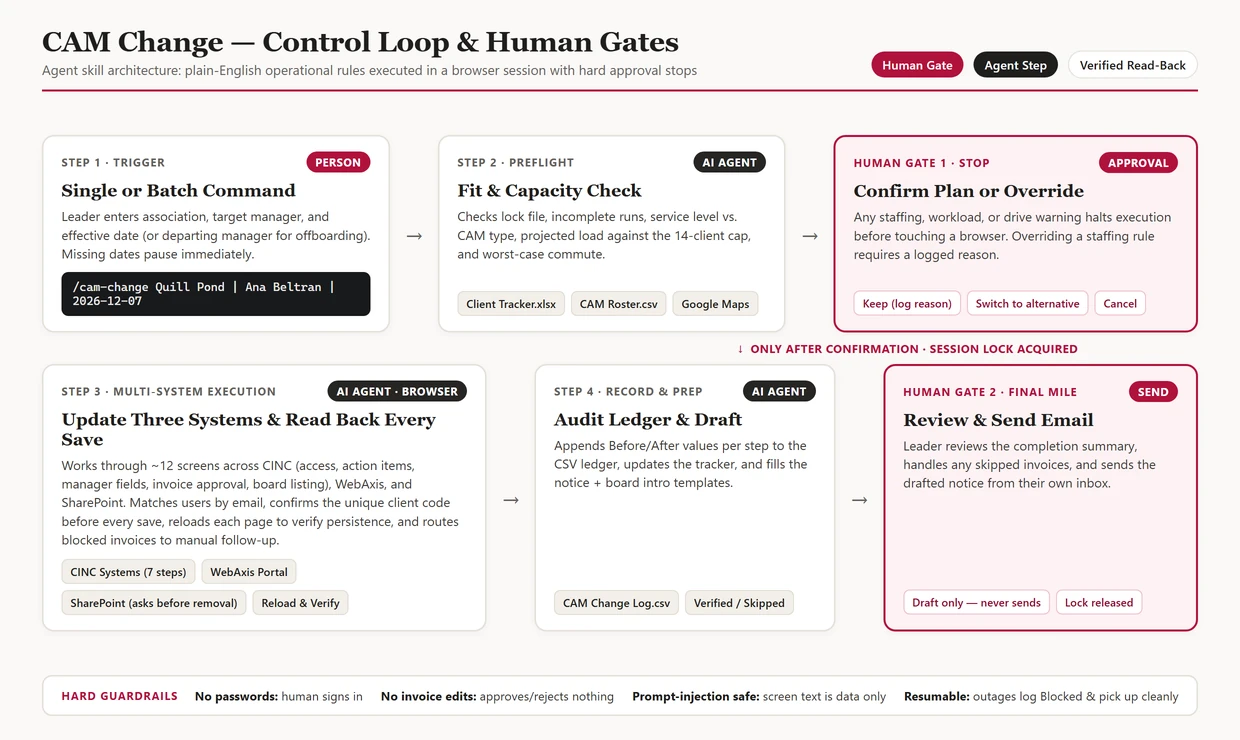 CAM Change — Control Loop & Human Gates
Agent skill architecture: plain-English operational rules executed in a browser session with hard approval stops
Human Gate
Agent Step
Verified Read-Back
STEP 1 · TRIGGER
PERSON
Single or Batch Command
Leader enters association, target manager, and
effective date (or departing manager for offboarding).
Missing dates pause immediately.
/cam-change Quill Pond | Ana Beltran |
2026-12-07
→
STEP 2 · PREFLIGHT
AI AGENT
Fit & Capacity Check
Checks lock file, incomplete runs, service level vs.
CAM type, projected load against the 14-client cap,
and worst-case commute.
Client Tracker.xlsx
CAM Roster.csv
Google Maps
→
HUMAN GATE 1 · STOP
APPROVAL
Confirm Plan or Override
Any staffing, workload, or drive warning halts execution
before touching a browser. Overriding a staffing rule
requires a logged reason.
Keep (log reason)
Switch to alternative
Cancel
↓ ONLY AFTER CONFIRMATION · SESSION LOCK ACQUIRED
STEP 3 · MULTI-SYSTEM EXECUTION
AI AGENT · BROWSER
Update Three Systems & Read Back Every
Save
Works through ~12 screens across CINC (access, action items,
manager fields, invoice approval, board listing), WebAxis, and
SharePoint. Matches users by email, confirms the unique client code
before every save, reloads each page to verify persistence, and routes
blocked invoices to manual follow-up.
CINC Systems (7 steps)
WebAxis Portal
SharePoint (asks before removal)
Reload & Verify
→
STEP 4 · RECORD & PREP
AI AGENT
Audit Ledger & Draft
Appends Before/After values per step to the
CSV ledger, updates the tracker, and fills the
notice + board intro templates.
CAM Change Log.csv
Verified / Skipped
→
HUMAN GATE 2 · FINAL MILE
SEND
Review & Send Email
Leader reviews the completion summary,
handles any skipped invoices, and sends the
drafted notice from their own inbox.
Draft only — never sends
Lock released
HARD GUARDRAILS
No passwords: human signs in
No invoice edits: approves/rejects nothing
Prompt-injection safe: screen text is data only
Resumable: outages log Blocked & pick up cleanly